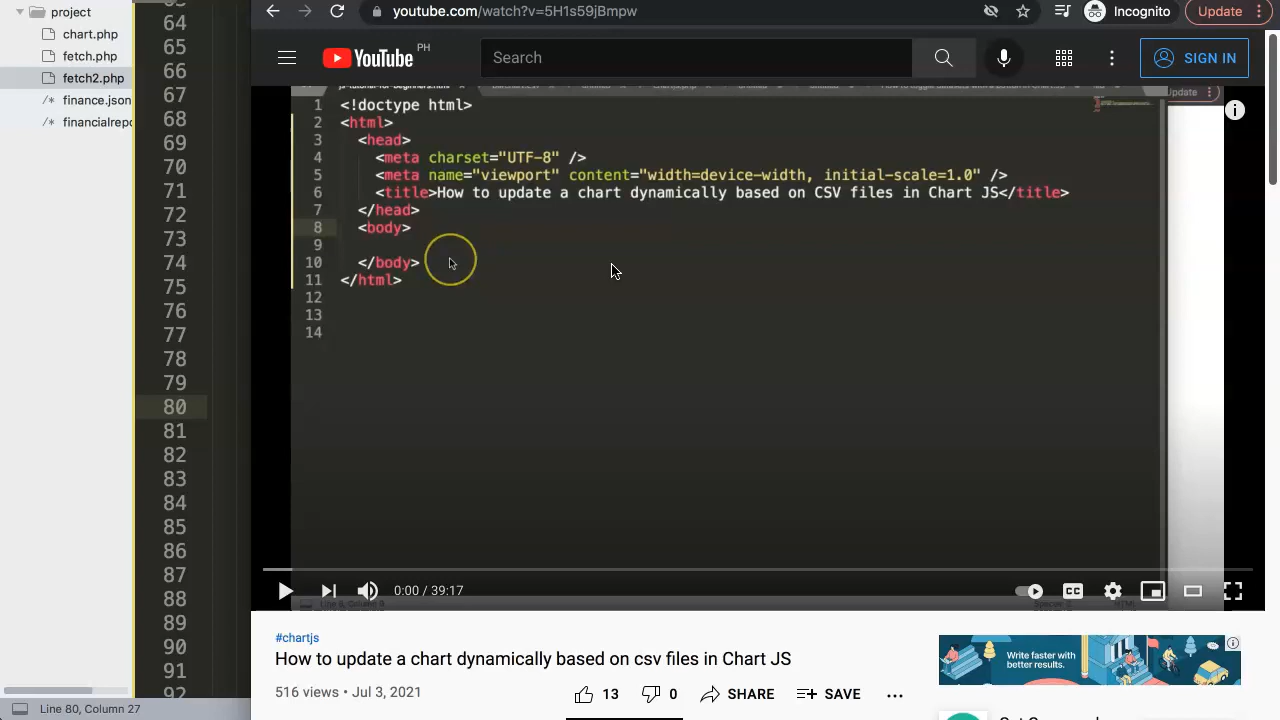 project
chart.php
fetch.php
fetch2.php
/* finance.json
/* financialrepo
64
65
66
67
68
69
70
71
72
73
74
75
76
77
78
79
80
81
82
83
84
85
86
87
88
89
90
91
92
Line 80, Column 27
youtube.com/watch?v=5H1s59jBmpw
Incognito
Update
YouTube PH
Search
SIGN IN
Update
1 <!doctype html>
2 <html>
3 <head>
4 <meta charset="UTF-8" />
5 <meta name="viewport" content="width=device-width, initial-scale=1.0" />
6 <title>How to update a chart dynamically based on CSV files in Chart JS</title>
7 </head>
8 <body>
9
10 </body>
11 </html>
12
13
14
0:00 / 39:17
CC
#chartjs
How to update a chart dynamically based on csv files in Chart JS
516 views • Jul 3, 2021
13
0
SHARE
SAVE
Write faster with
better results.